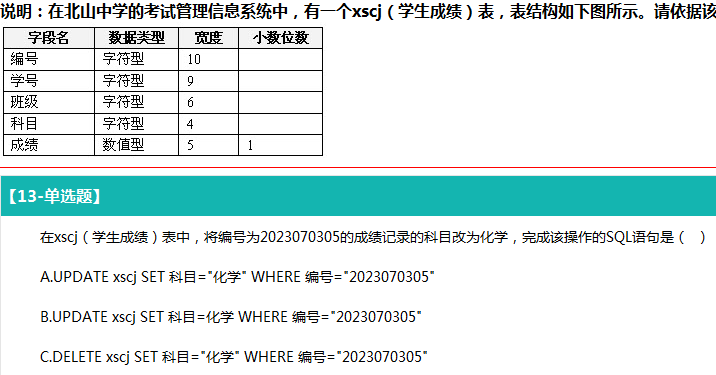 说明：在北山中学的考试管理信息系统中，有一个xscj（学生成绩）表，表结构如下图所示。请依据该
字段名 数据类型 宽度 小数位数
编号 字符型 10
学号 字符型 9
班级 字符型 6
科目 字符型 4
成绩 数值型 5 1
【13-单选题】
在xscj（学生成绩）表中，将编号为2023070305的成绩记录的科目改为化学，完成该操作的SQL语句是（ ）
A.UPDATE xscj SET 科目="化学" WHERE 编号="2023070305"
B.UPDATE xscj SET 科目=化学 WHERE 编号="2023070305"
C.DELETE xscj SET 科目="化学" WHERE 编号="2023070305"